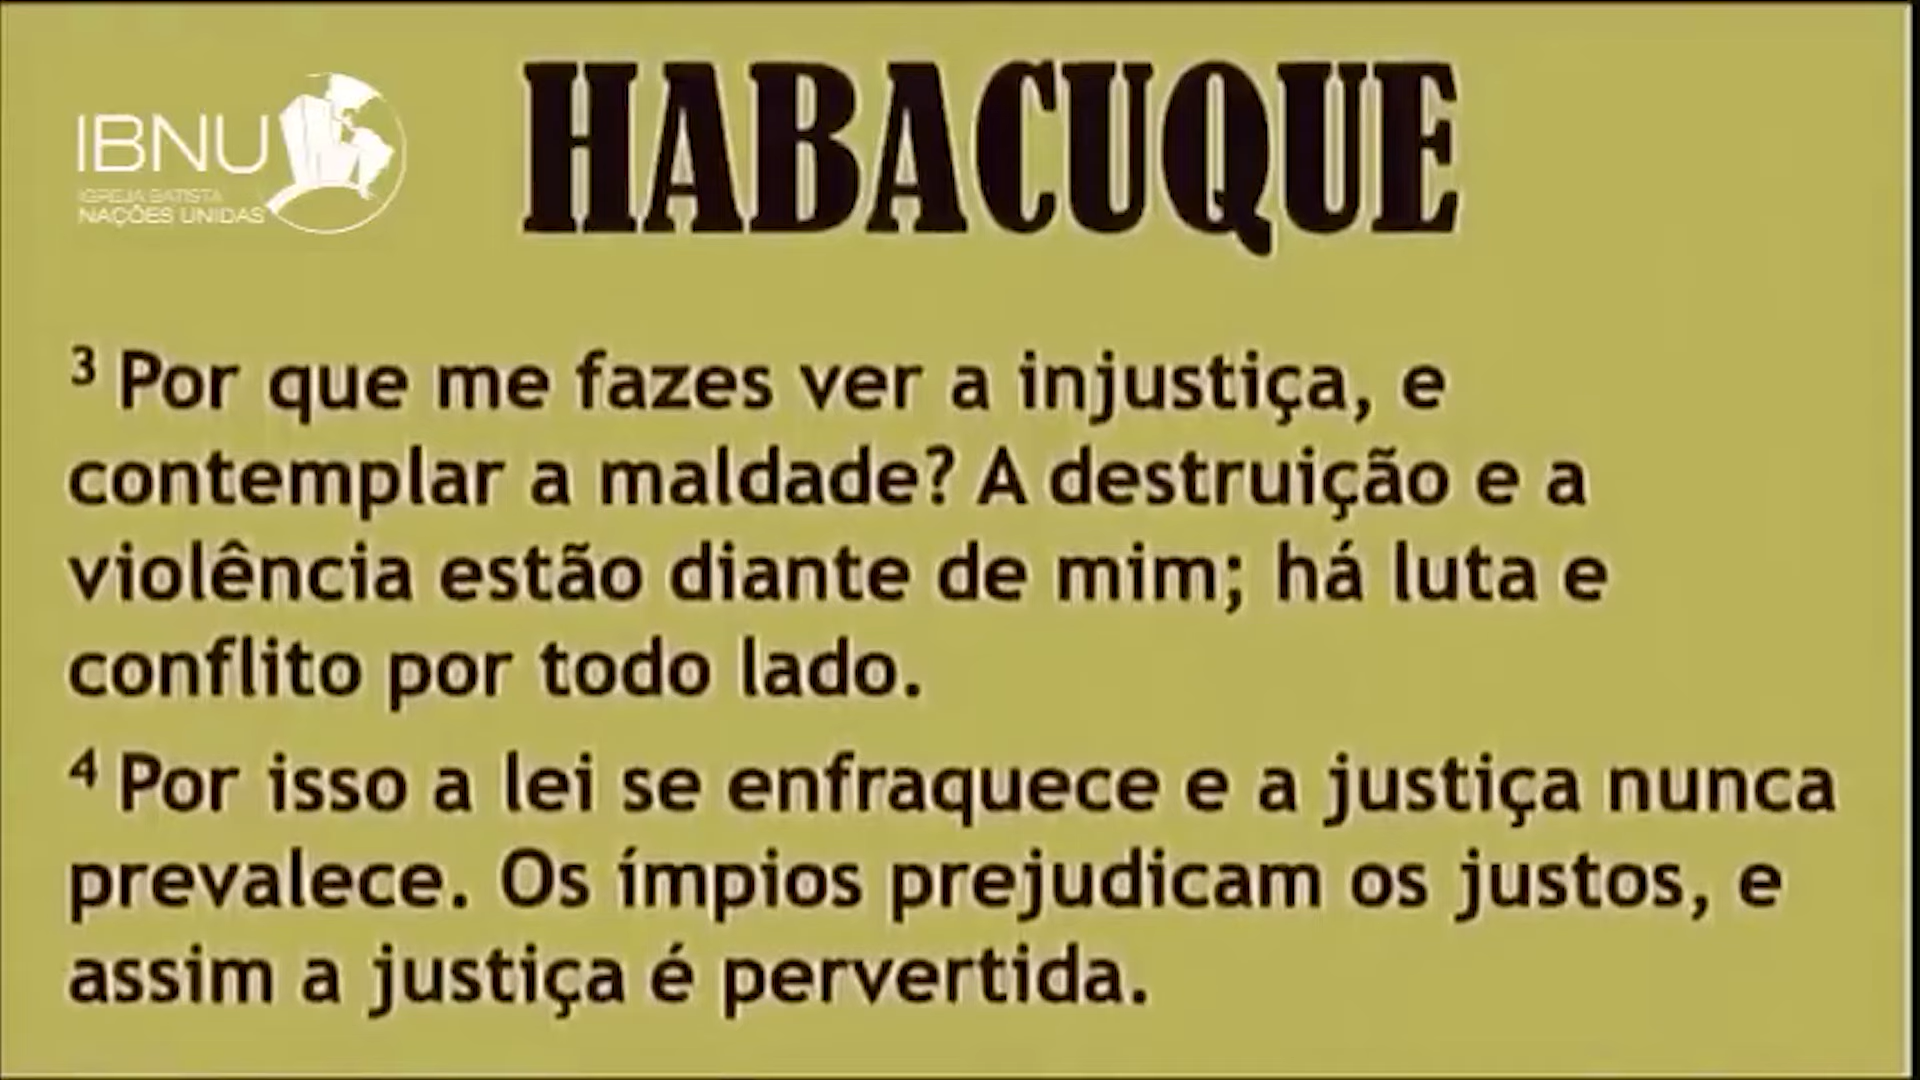 IBNU
IGREJA BATISTA
NAÇÕES UNIDAS
HABACUQUE
³ Por que me fazes ver a injustiça, e
contemplar a maldade? A destruição e a
violência estão diante de mim; há luta e
conflito por todo lado.
⁴ Por isso a lei se enfraquece e a justiça nunca
prevalece. Os ímpios prejudicam os justos, e
assim a justiça é pervertida.